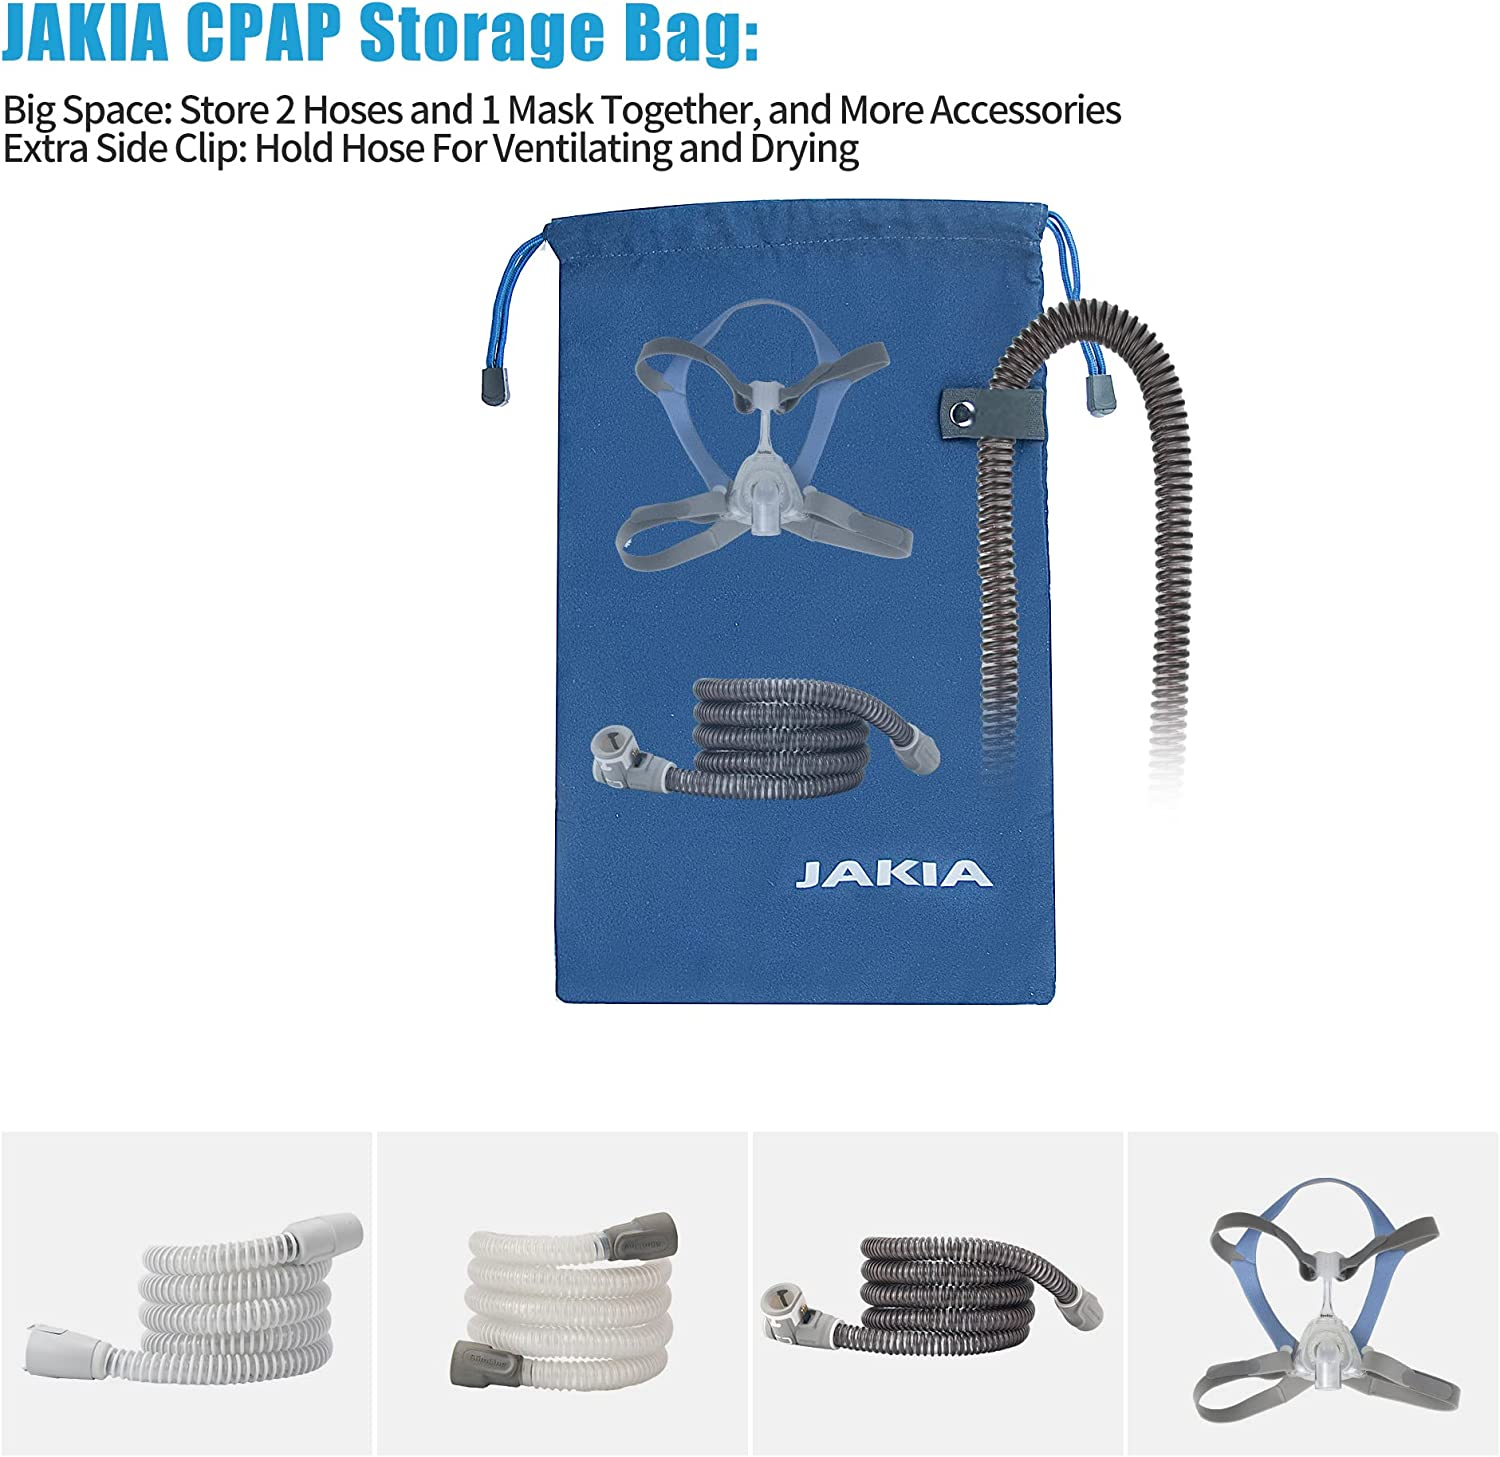 JAKIA CPAP Storage Bag:
Big Space: Store 2 Hoses and 1 Mask Together, and More Accessories
Extra Side Clip: Hold Hose For Ventilating and Drying
JAKIA